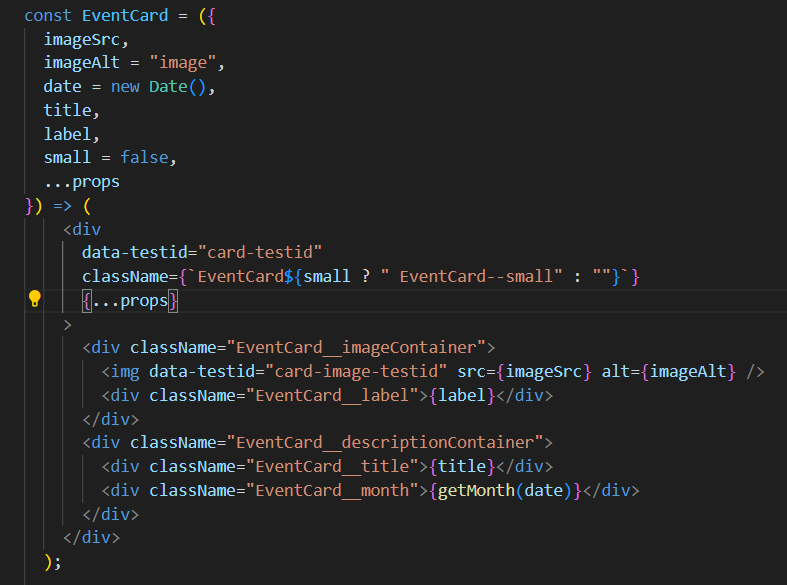 const EventCard = ({
  imageSrc,
  imageAlt = "image",
  date = new Date(),
  title,
  label,
  small = false,
  ...props
}) => (
    <div
      data-testid="card-testid"
      className={`EventCard${small ? " EventCard--small" : ""}`}
      {...props}
    >
      <div className="EventCard__imageContainer">
        <img data-testid="card-image-testid" src={imageSrc} alt={imageAlt} />
        <div className="EventCard__label">{label}</div>
      </div>
      <div className="EventCard__descriptionContainer">
        <div className="EventCard__title">{title}</div>
        <div className="EventCard__month">{getMonth(date)}</div>
      </div>
    </div>
  );